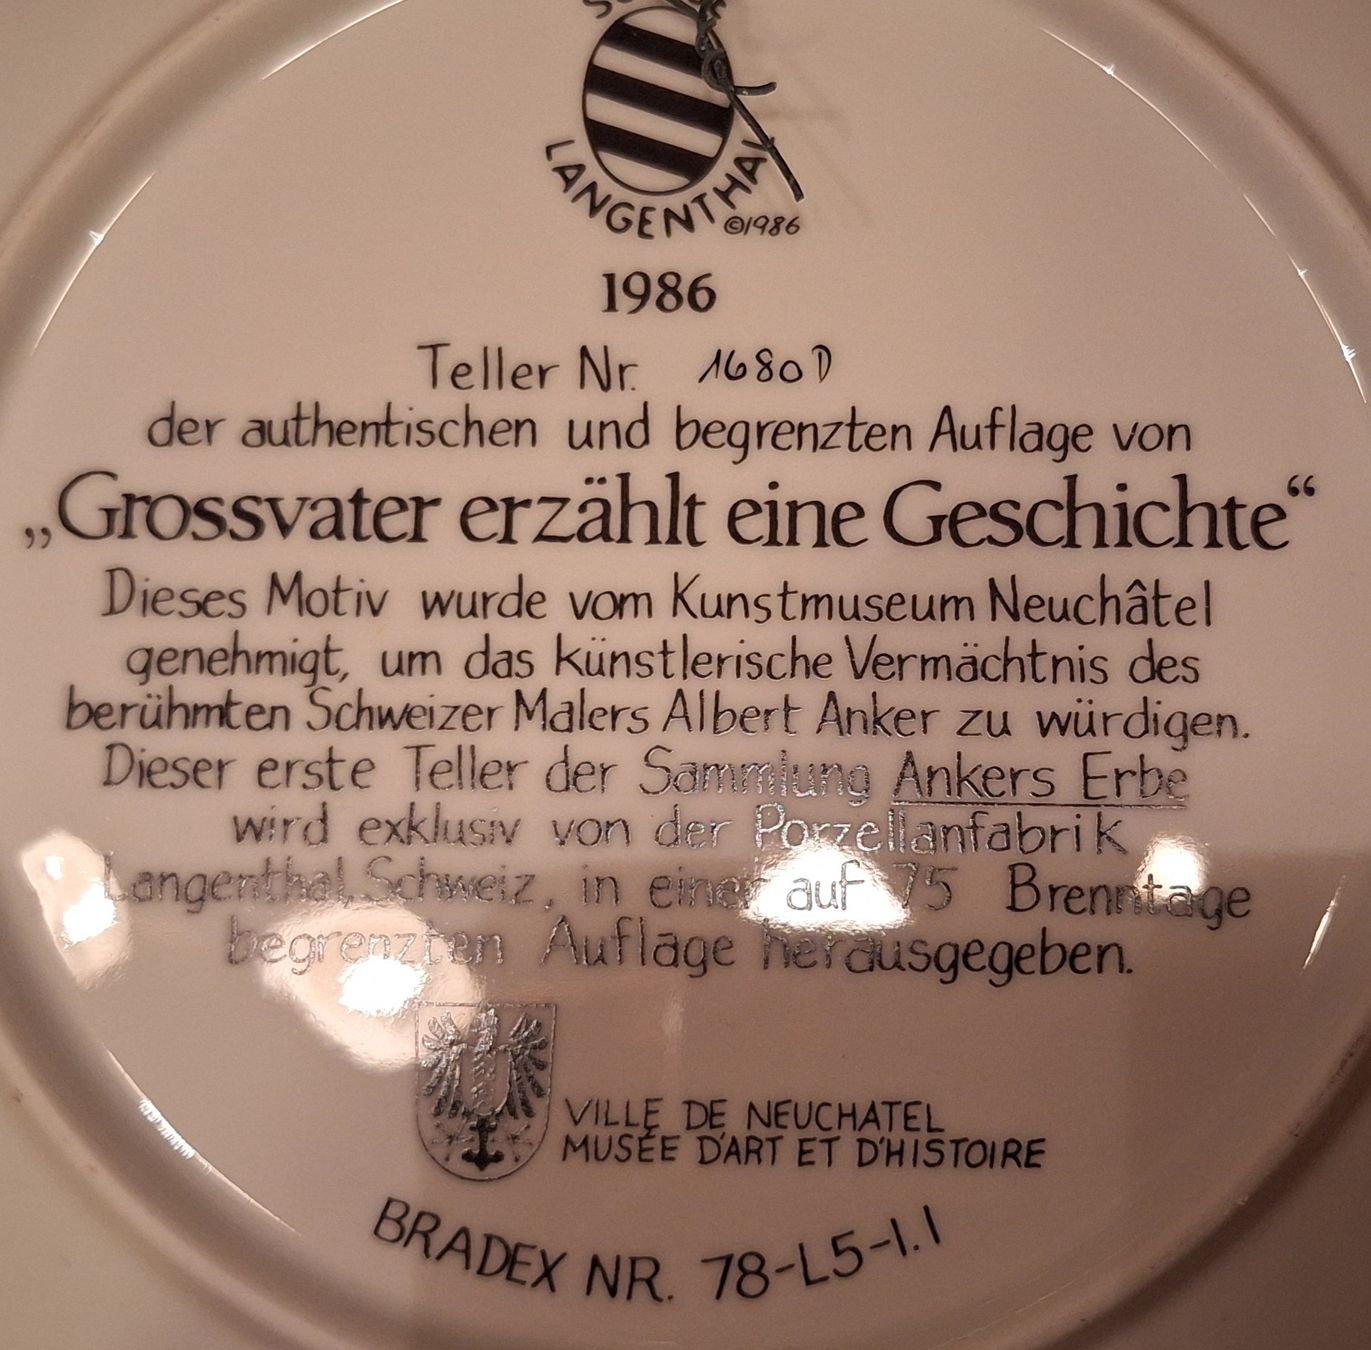 LANGENTHAL
©1986
1986
Teller Nr. 1680 D
der authentischen und begrenzten Auflage von
„Grossvater erzählt eine Geschichte“
Dieses Motiv wurde vom Kunstmuseum Neuchâtel
genehmigt, um das künstlerische Vermächtnis des
berühmten Schweizer Malers Albert Anker zu würdigen.
Dieser erste Teller der Sammlung Ankers Erbe
wird exklusiv von der Porzellanfabrik
Langenthal, Schweiz, in einer auf 75 Brenntage
begrenzten Auflage herausgegeben.
VILLE DE NEUCHATEL
MUSÉE D'ART ET D'HISTOIRE
BRADEX NR. 78-L5-1.1